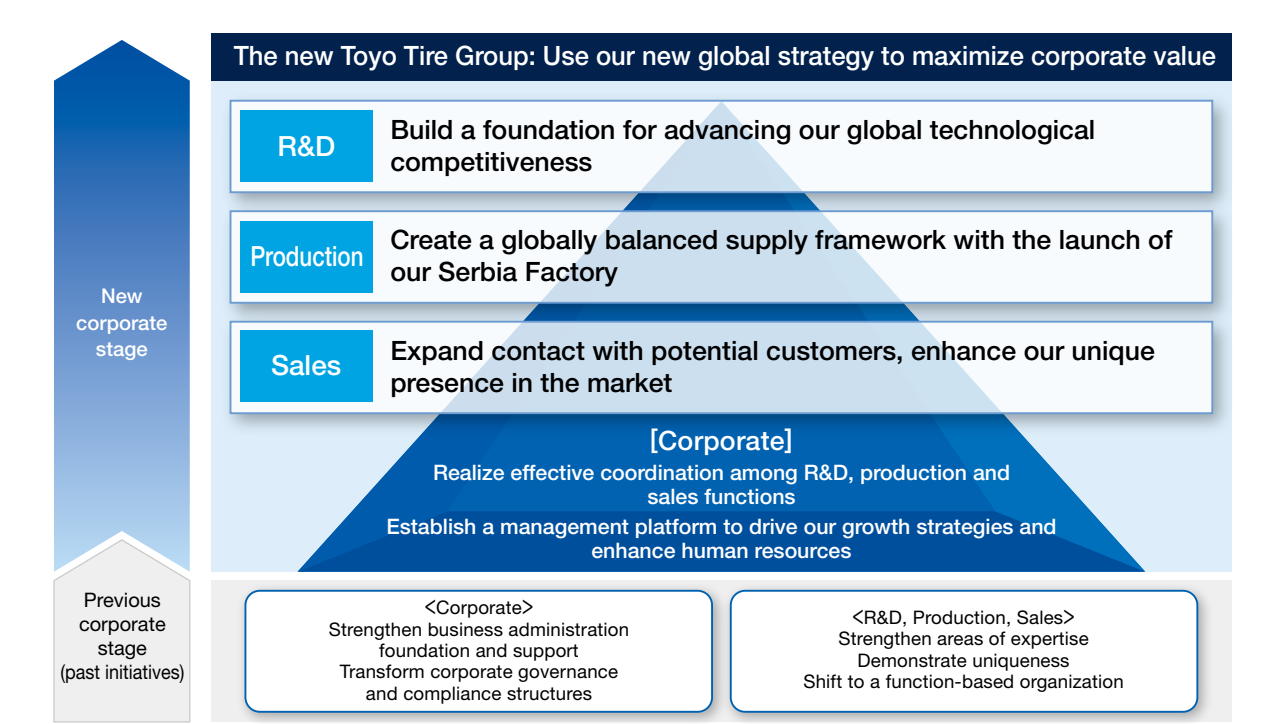 The new Toyo Tire Group: Use our new global strategy to maximize corporate value
R&D
Build a foundation for advancing our global technological
competitiveness
Production
Create a globally balanced supply framework with the launch of
our Serbia Factory
New
corporate
stage
Sales
Expand contact with potential customers, enhance our unique
presence in the market
[Corporate]
Realize effective coordination among R&D, production and
sales functions
Establish a management platform to drive our growth strategies and
enhance human resources
Previous
corporate
stage
(past initiatives)
<Corporate>
Strengthen business administration
foundation and support
Transform corporate governance
and compliance structures
<R&D, Production, Sales>
Strengthen areas of expertise
Demonstrate uniqueness
Shift to a function-based organization